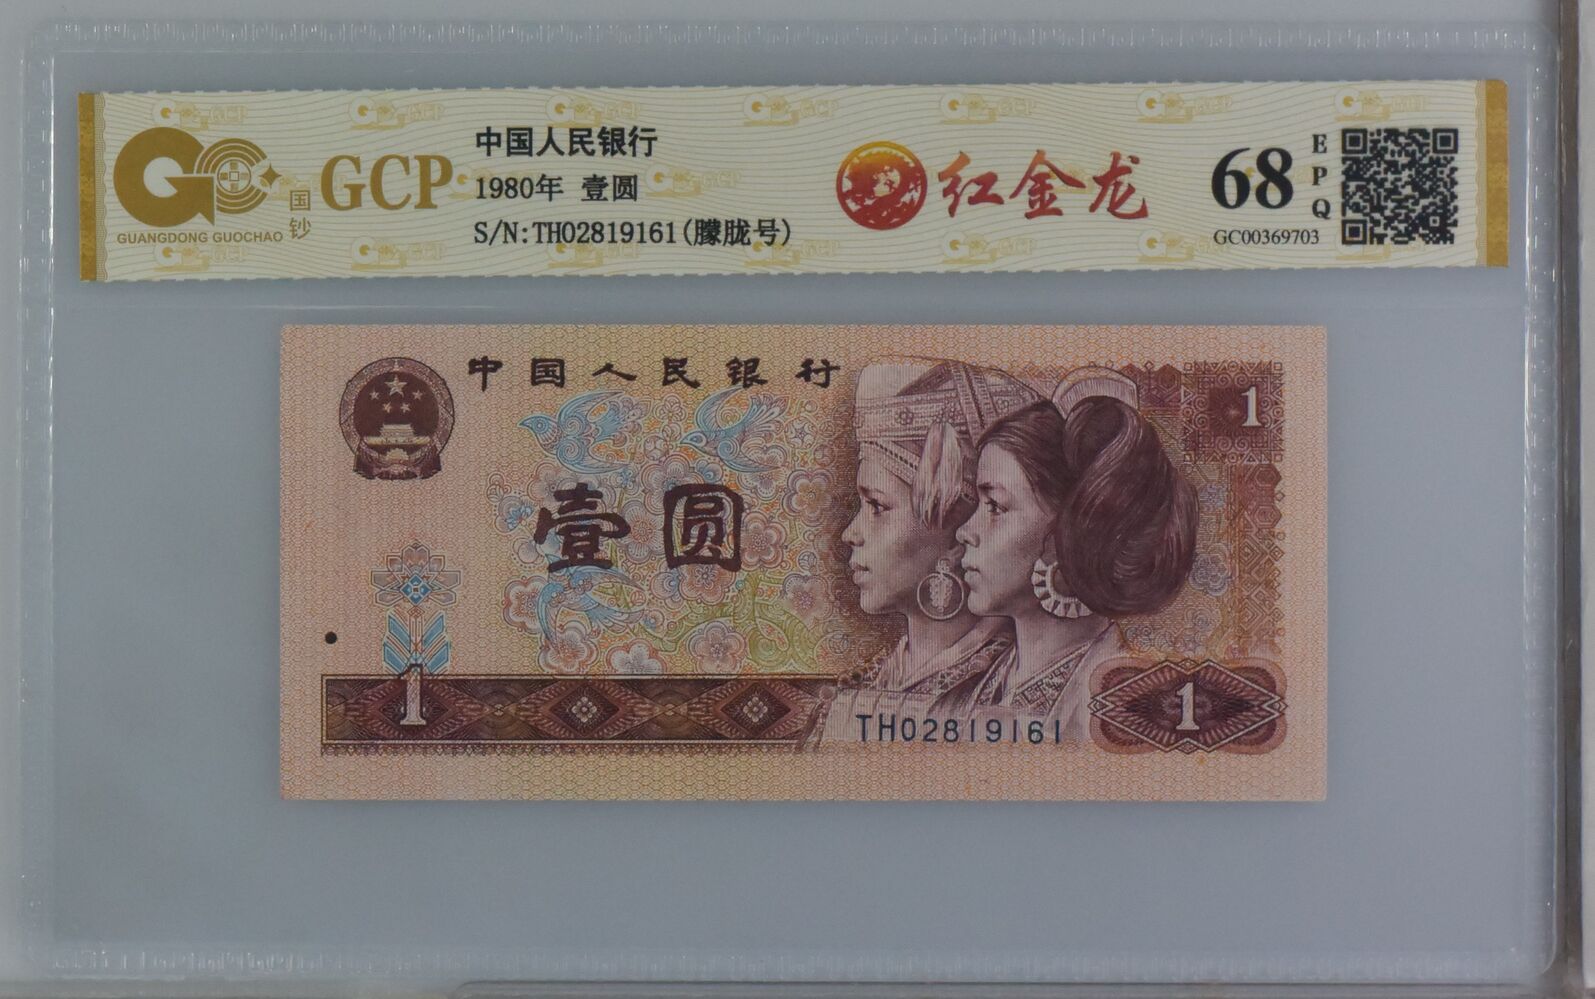 GCP
GUANGDONG GUOCHAO
国钞
中国人民银行
1980年 壹圆
S/N:TH02819161(朦胧号)
红金龙
68
EPQ
GC00369703
中国人民银行
1
壹圆
1
TH02819161
1